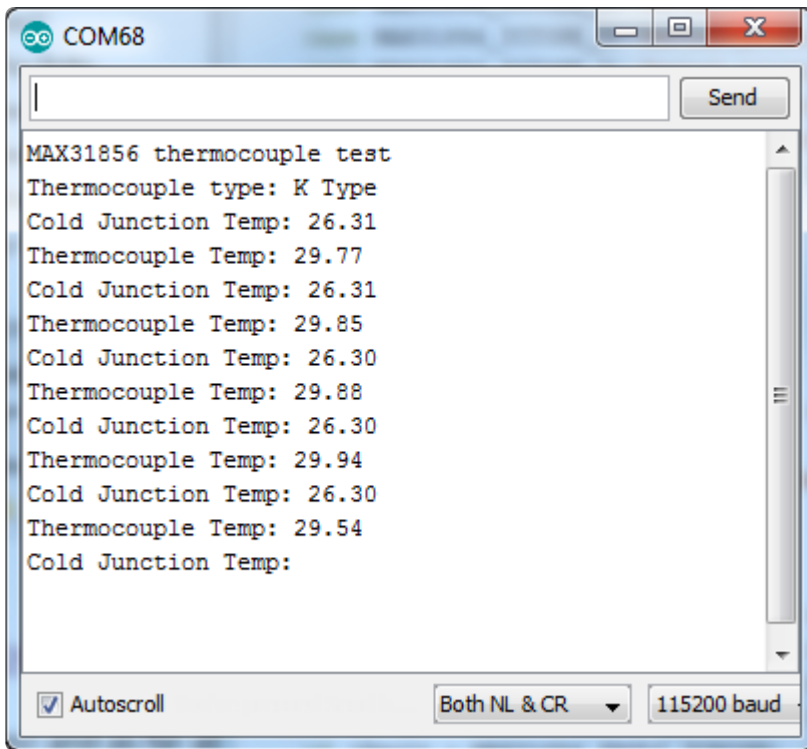 COM68
Send
MAX31856 thermocouple test
Thermocouple type: K Type
Cold Junction Temp: 26.31
Thermocouple Temp: 29.77
Cold Junction Temp: 26.31
Thermocouple Temp: 29.85
Cold Junction Temp: 26.30
Thermocouple Temp: 29.88
Cold Junction Temp: 26.30
Thermocouple Temp: 29.94
Cold Junction Temp: 26.30
Thermocouple Temp: 29.54
Cold Junction Temp:
Autoscroll Both NL & CR 115200 baud